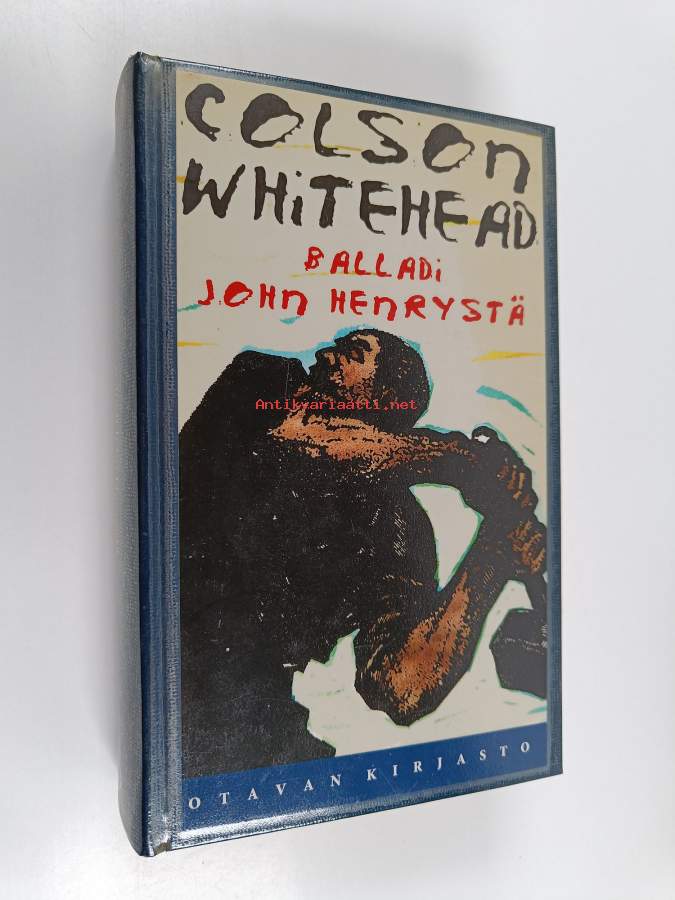 COLSON
WHiTEHEAD
BALLADi
JOHN HENRYSTÄ
Antikvariaatti.net
OTAVAN KIRJASTO